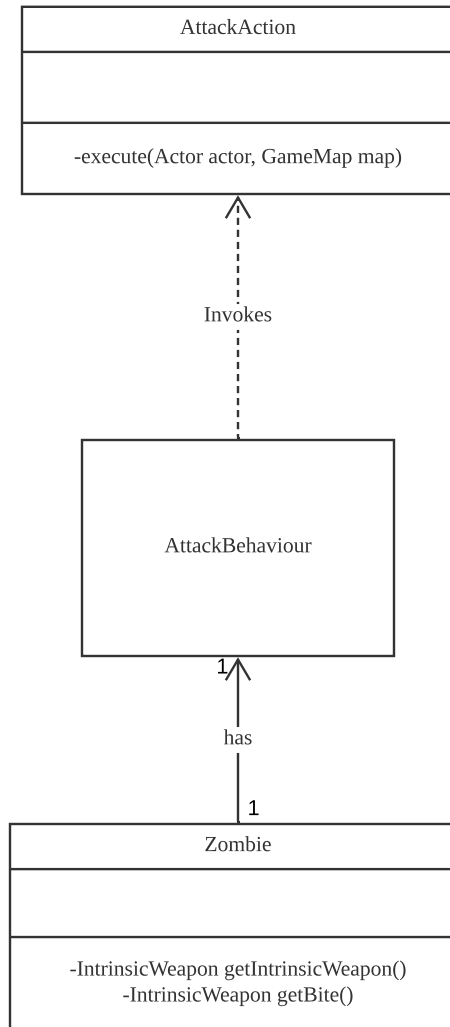 AttackAction
-execute(Actor actor, GameMap map)
Invokes
AttackBehaviour
1
has
1
Zombie
-IntrinsicWeapon getIntrinsicWeapon()
-IntrinsicWeapon getBite()